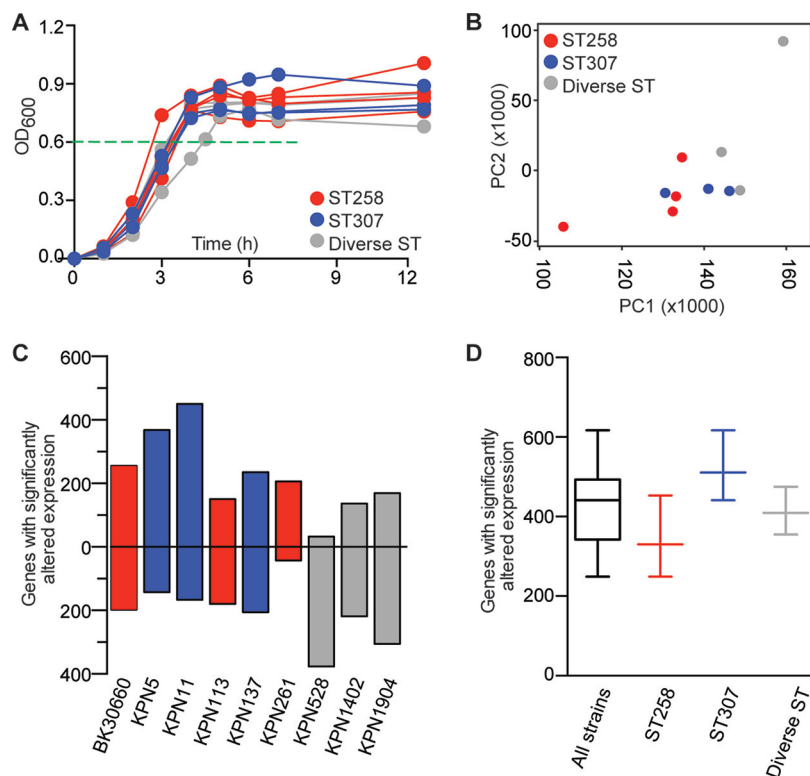 A
1.2
0.9
0.6
0.3
0.0
OD600
0
3
6
9
12
Time (h)
ST258
ST307
Diverse ST
B
ST258
ST307
Diverse ST
100
50
0
-50
PC2 (x1000)
100
120
140
160
PC1 (x1000)
C
600
400
200
0
200
400
Genes with significantly
altered expression
BK30660
KPN5
KPN11
KPN113
KPN137
KPN261
KPN528
KPN1402
KPN1904
D
800
600
400
200
0
Genes with significantly
altered expression
All strains
ST258
ST307
Diverse ST